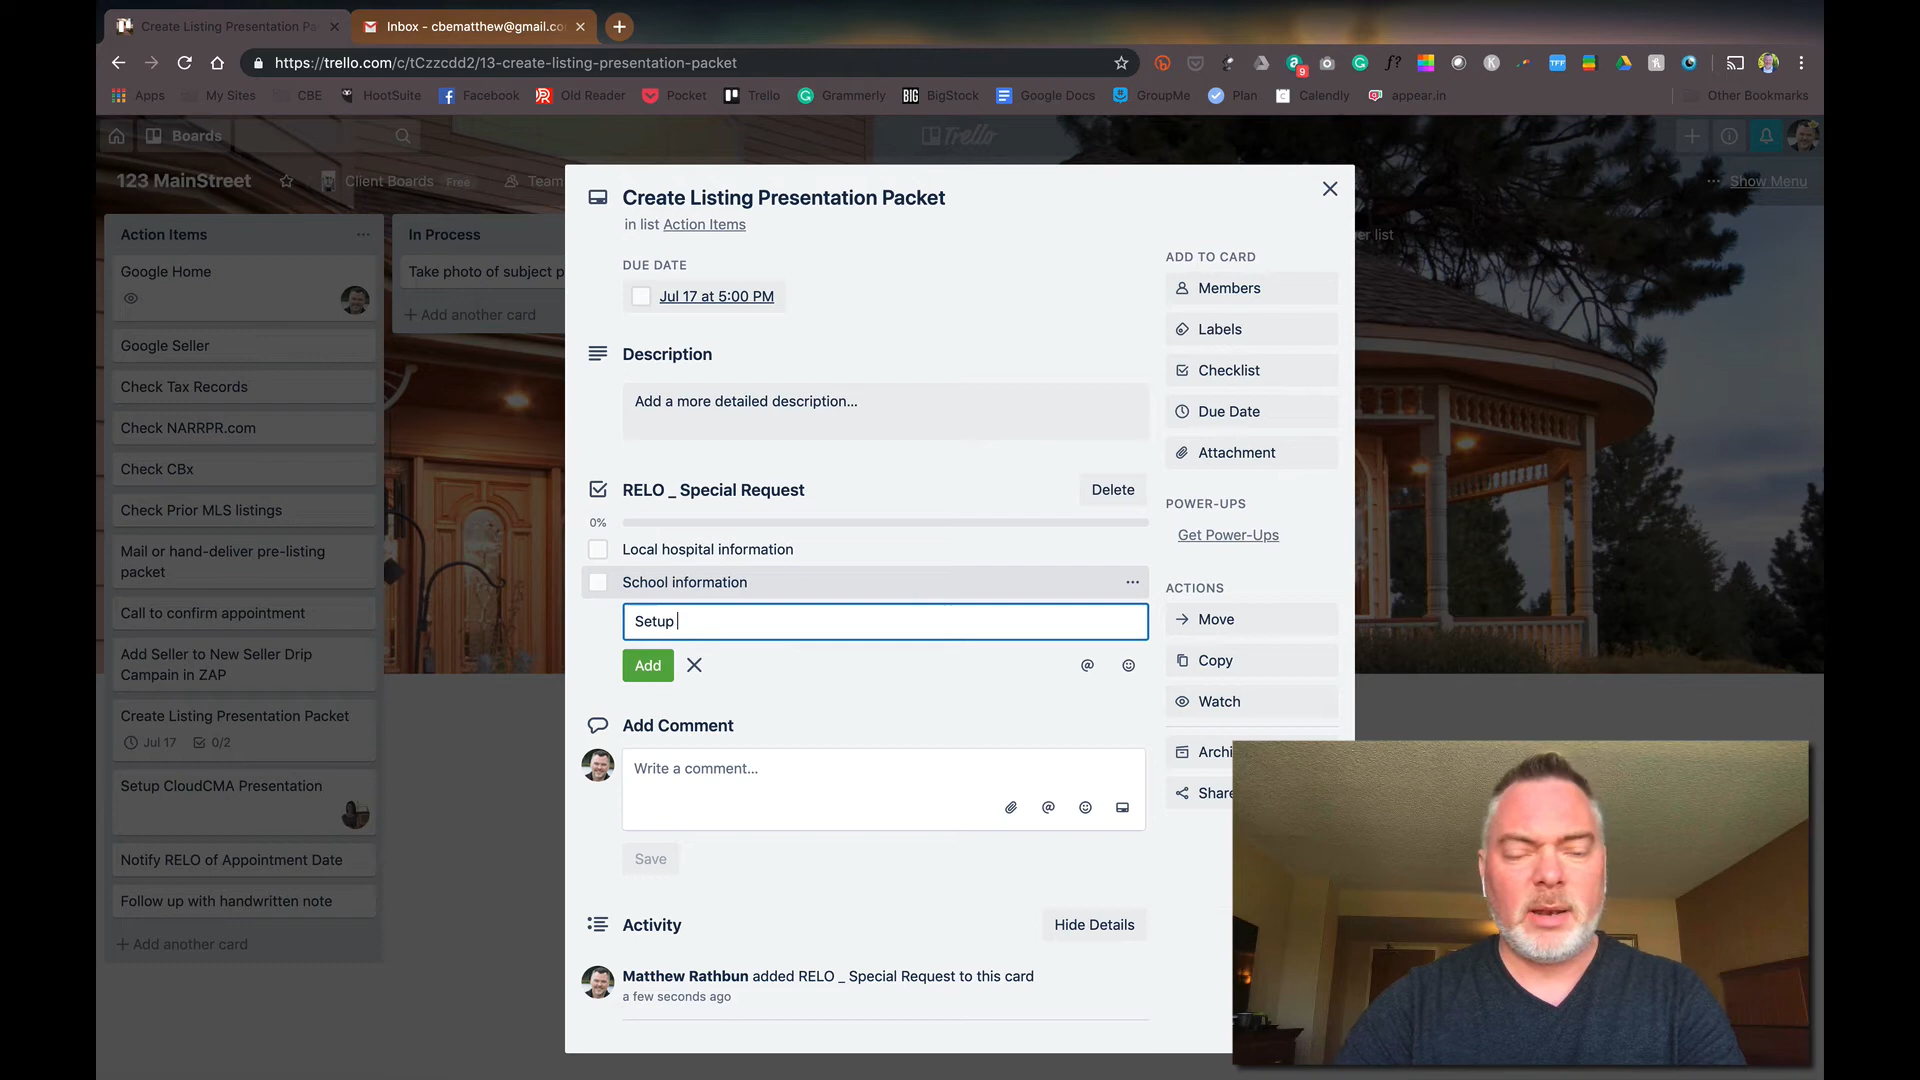 Create Listing Presentation Pa
Inbox - cbematthew@gmail.co
https://trello.com/c/tCzzcdd2/13-create-listing-presentation-packet
Apps
My Sites
CBE
HootSuite
Facebook
Old Reader
Pocket
Trello
Grammerly
BigStock
Google Docs
GroupMe
Plan
Calendly
appear.in
Other Bookmarks
Boards
Trello
123 MainStreet
Client Boards
Free
Team
Show Menu
Action Items
Google Home
Google Seller
Check Tax Records
Check NARRPR.com
Check CBx
Check Prior MLS listings
Mail or hand-deliver pre-listing
packet
Call to confirm appointment
Add Seller to New Seller Drip
Campain in ZAP
Create Listing Presentation Packet
Jul 17 0/2
Setup CloudCMA Presentation
Notify RELO of Appointment Date
Follow up with handwritten note
+ Add another card
In Process
Take photo of subject p
+ Add another card
er list
Create Listing Presentation Packet
in list Action Items
DUE DATE
Jul 17 at 5:00 PM
Description
Add a more detailed description...
RELO _ Special Request
Delete
0%
Local hospital information
School information
Setup
Add
Add Comment
Write a comment...
Save
Activity
Hide Details
Matthew Rathbun added RELO _ Special Request to this card
a few seconds ago
ADD TO CARD
Members
Labels
Checklist
Due Date
Attachment
POWER-UPS
Get Power-Ups
ACTIONS
Move
Copy
Watch
Archi
Share